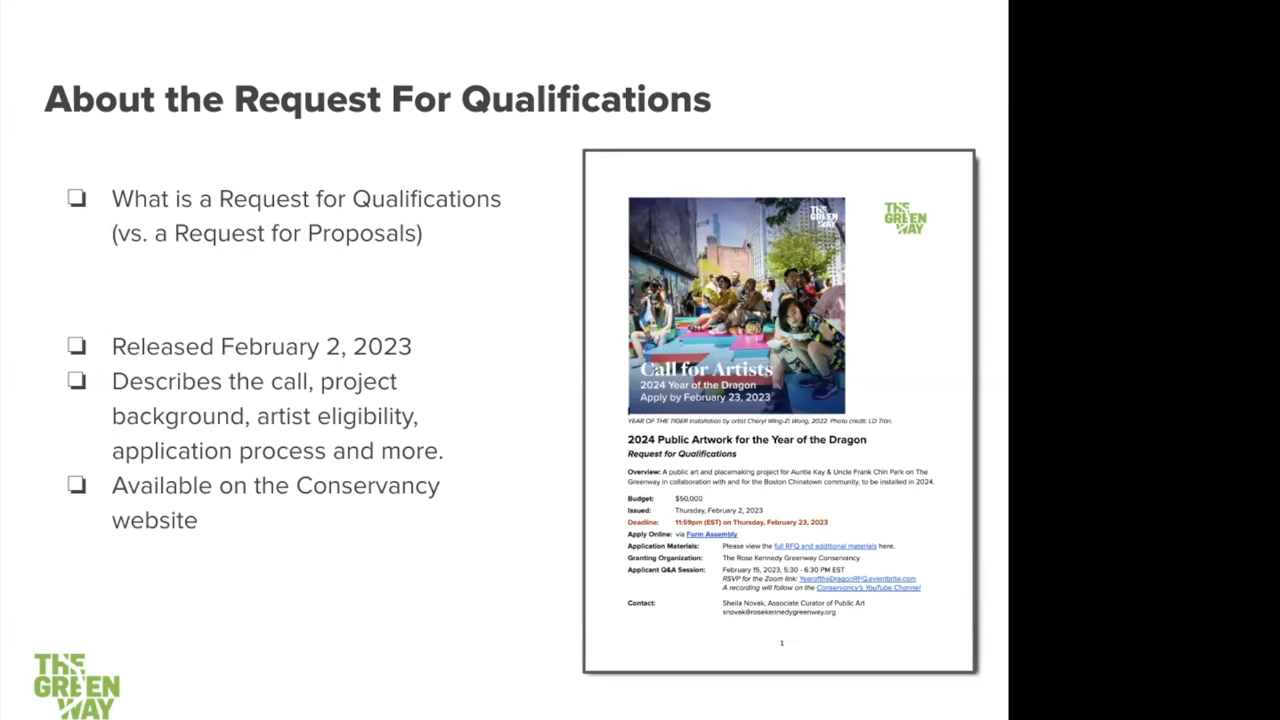 About the Request For Qualifications
❏ What is a Request for Qualifications
(vs. a Request for Proposals)
❏ Released February 2, 2023
❏ Describes the call, project
background, artist eligibility,
application process and more.
❏ Available on the Conservancy
website
THE
GREEN
WAY
THE
GREEN
WAY
THE
GREEN
WAY
Call for Artists
2024 Year of the Dragon
Apply by February 23, 2023
YEAR OF THE TIGER installation by artist Cheryl Wing-Zi Wong, 2022. Photo credit: LD Tran.
2024 Public Artwork for the Year of the Dragon
Request for Qualifications
Overview: A public art and placemaking project for Auntie Kay & Uncle Frank Chin Park on The
Greenway in collaboration with and for the Boston Chinatown community, to be installed in 2024.
Budget: $50,000
Issued: Thursday, February 2, 2023
Deadline: 11:59pm (EST) on Thursday, February 23, 2023
Apply Online: via Form Assembly
Application Materials: Please view the full RFQ and additional materials here.
Granting Organization: The Rose Kennedy Greenway Conservancy
Applicant Q&A Session: February 15, 2023, 5:30 - 6:30 PM EST
RSVP for the Zoom link: YearoftheDragonRFQ.eventbrite.com
A recording will follow on the Conservancy's YouTube Channel
Contact: Sheila Novak, Associate Curator of Public Art
snovak@rosekennedygreenway.org
1